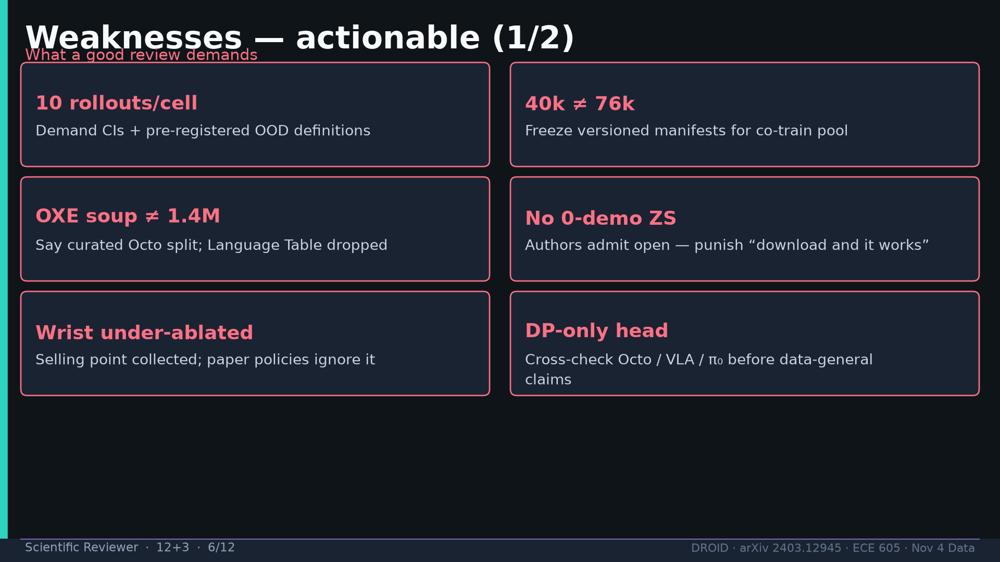 Weaknesses — actionable (1/2)
What a good review demands
10 rollouts/cell
Demand CIs + pre-registered OOD definitions
40k ≠ 76k
Freeze versioned manifests for co-train pool
OXE soup ≠ 1.4M
Say curated Octo split; Language Table dropped
No 0-demo ZS
Authors admit open — punish “download and it works”
Wrist under-ablated
Selling point collected; paper policies ignore it
DP-only head
Cross-check Octo / VLA / π₀ before data-general
claims
Scientific Reviewer · 12+3 · 6/12
DROID · arXiv 2403.12945 · ECE 605 · Nov 4 Data